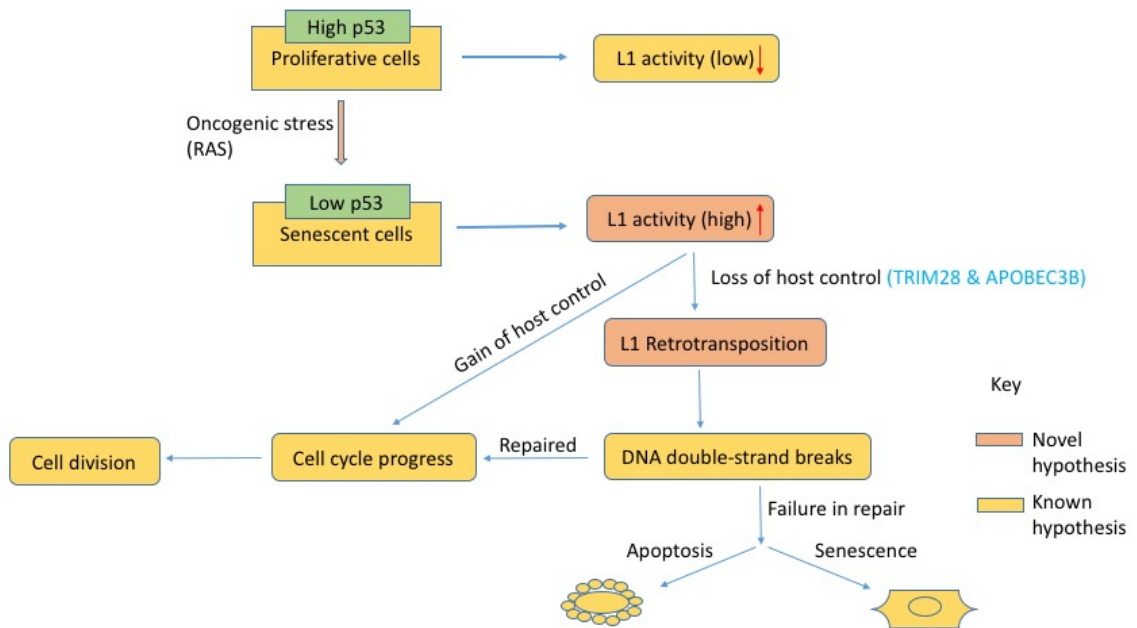 High p53
Proliferative cells
L1 activity (low)
Oncogenic stress
(RAS)
Low p53
Senescent cells
L1 activity (high)
Loss of host control (TRIM28 & APOBEC3B)
Gain of host control
L1 Retrotransposition
Key
Novel
hypothesis
Known
hypothesis
Cell division
Cell cycle progress
Repaired
DNA double-strand breaks
Failure in repair
Apoptosis
Senescence